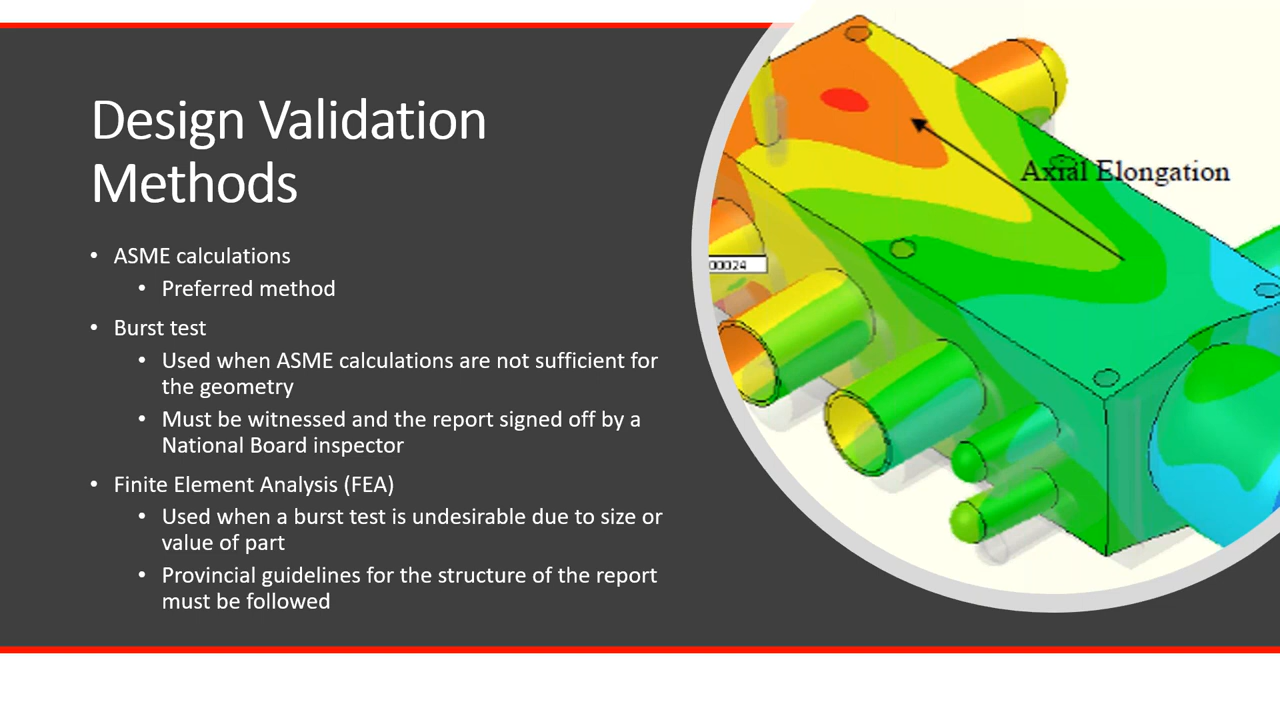 Design Validation
Methods
• ASME calculations
• Preferred method
• Burst test
• Used when ASME calculations are not sufficient for
the geometry
• Must be witnessed and the report signed off by a
National Board inspector
• Finite Element Analysis (FEA)
• Used when a burst test is undesirable due to size or
value of part
• Provincial guidelines for the structure of the report
must be followed
Axial Elongation
00024